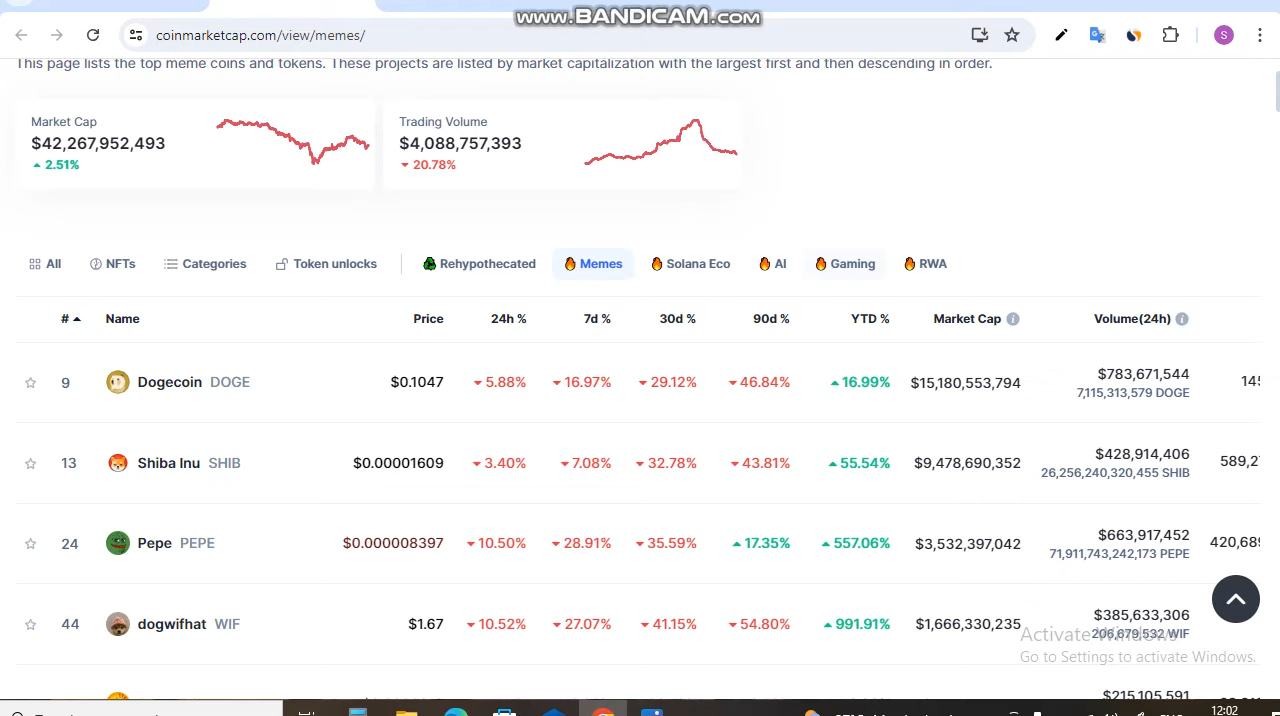 www.BANDICAM.com
coinmarketcap.com/view/memes/
S
This page lists the top meme coins and tokens. These projects are listed by market capitalization with the largest first and then descending in order.
Market Cap
$42,267,952,493
2.51%
Trading Volume
$4,088,757,393
20.78%
All NFTs Categories Token unlocks Rehypothecated Memes Solana Eco AI Gaming RWA
# Name Price 24h % 7d % 30d % 90d % YTD % Market Cap Volume(24h)
9 Dogecoin DOGE $0.1047 5.88% 16.97% 29.12% 46.84% 16.99% $15,180,553,794 $783,671,544
7,115,313,579 DOGE
13 Shiba Inu SHIB $0.00001609 3.40% 7.08% 32.78% 43.81% 55.54% $9,478,690,352 $428,914,406
26,256,240,320,455 SHIB
24 Pepe PEPE $0.000008397 10.50% 28.91% 35.59% 17.35% 557.06% $3,532,397,042 $663,917,452
71,911,743,242,173 PEPE
44 dogwifhat WIF $1.67 10.52% 27.07% 41.15% 54.80% 991.91% $1,666,330,235 $385,633,306
206,679,532 WIF
Activate Windows
Go to Settings to activate Windows.
$215,105,591
12:02